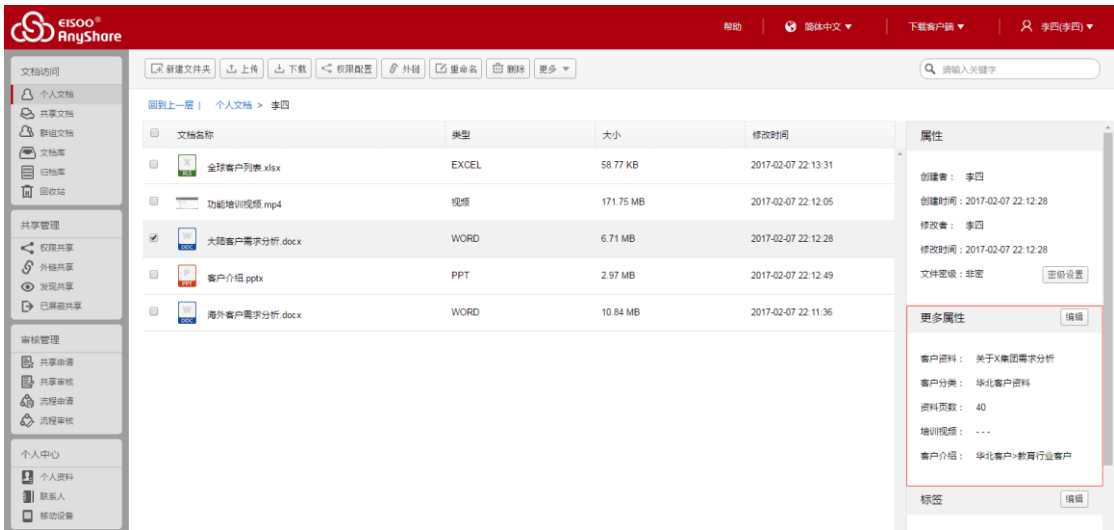 EISOO®
AnyShare
帮助
简体中文
下载客户端
李四(李四)
文档访问
个人文档
共享文档
群组文档
文档库
归档库
回收站
共享管理
权限共享
外链共享
发现共享
已屏蔽共享
审核管理
共享申请
共享审核
流程申请
流程审核
个人中心
个人资料
联系人
移动设备
新建文件夹 上传 下载 权限配置 外链 重命名 删除 更多
请输入关键字
回到上一层 | 个人文档 > 李四
文档名称 类型 大小 修改时间
全球客户列表.xlsx EXCEL 58.77 KB 2017-02-07 22:13:31
功能培训视频.mp4 视频 171.75 MB 2017-02-07 22:12:05
大陆客户需求分析.docx WORD 6.71 MB 2017-02-07 22:12:28
客户介绍.pptx PPT 2.97 MB 2017-02-07 22:12:49
海外客户需求分析.docx WORD 10.84 MB 2017-02-07 22:11:36
属性
创建者： 李四
创建时间：2017-02-07 22:12:28
修改者： 李四
修改时间：2017-02-07 22:12:28
文件密级：非密 密级设置
更多属性 编辑
客户资料： 关于X集团需求分析
客户分类： 华北客户资料
资料页数： 40
培训视频： - - -
客户介绍： 华北客户>教育行业客户
标签 编辑